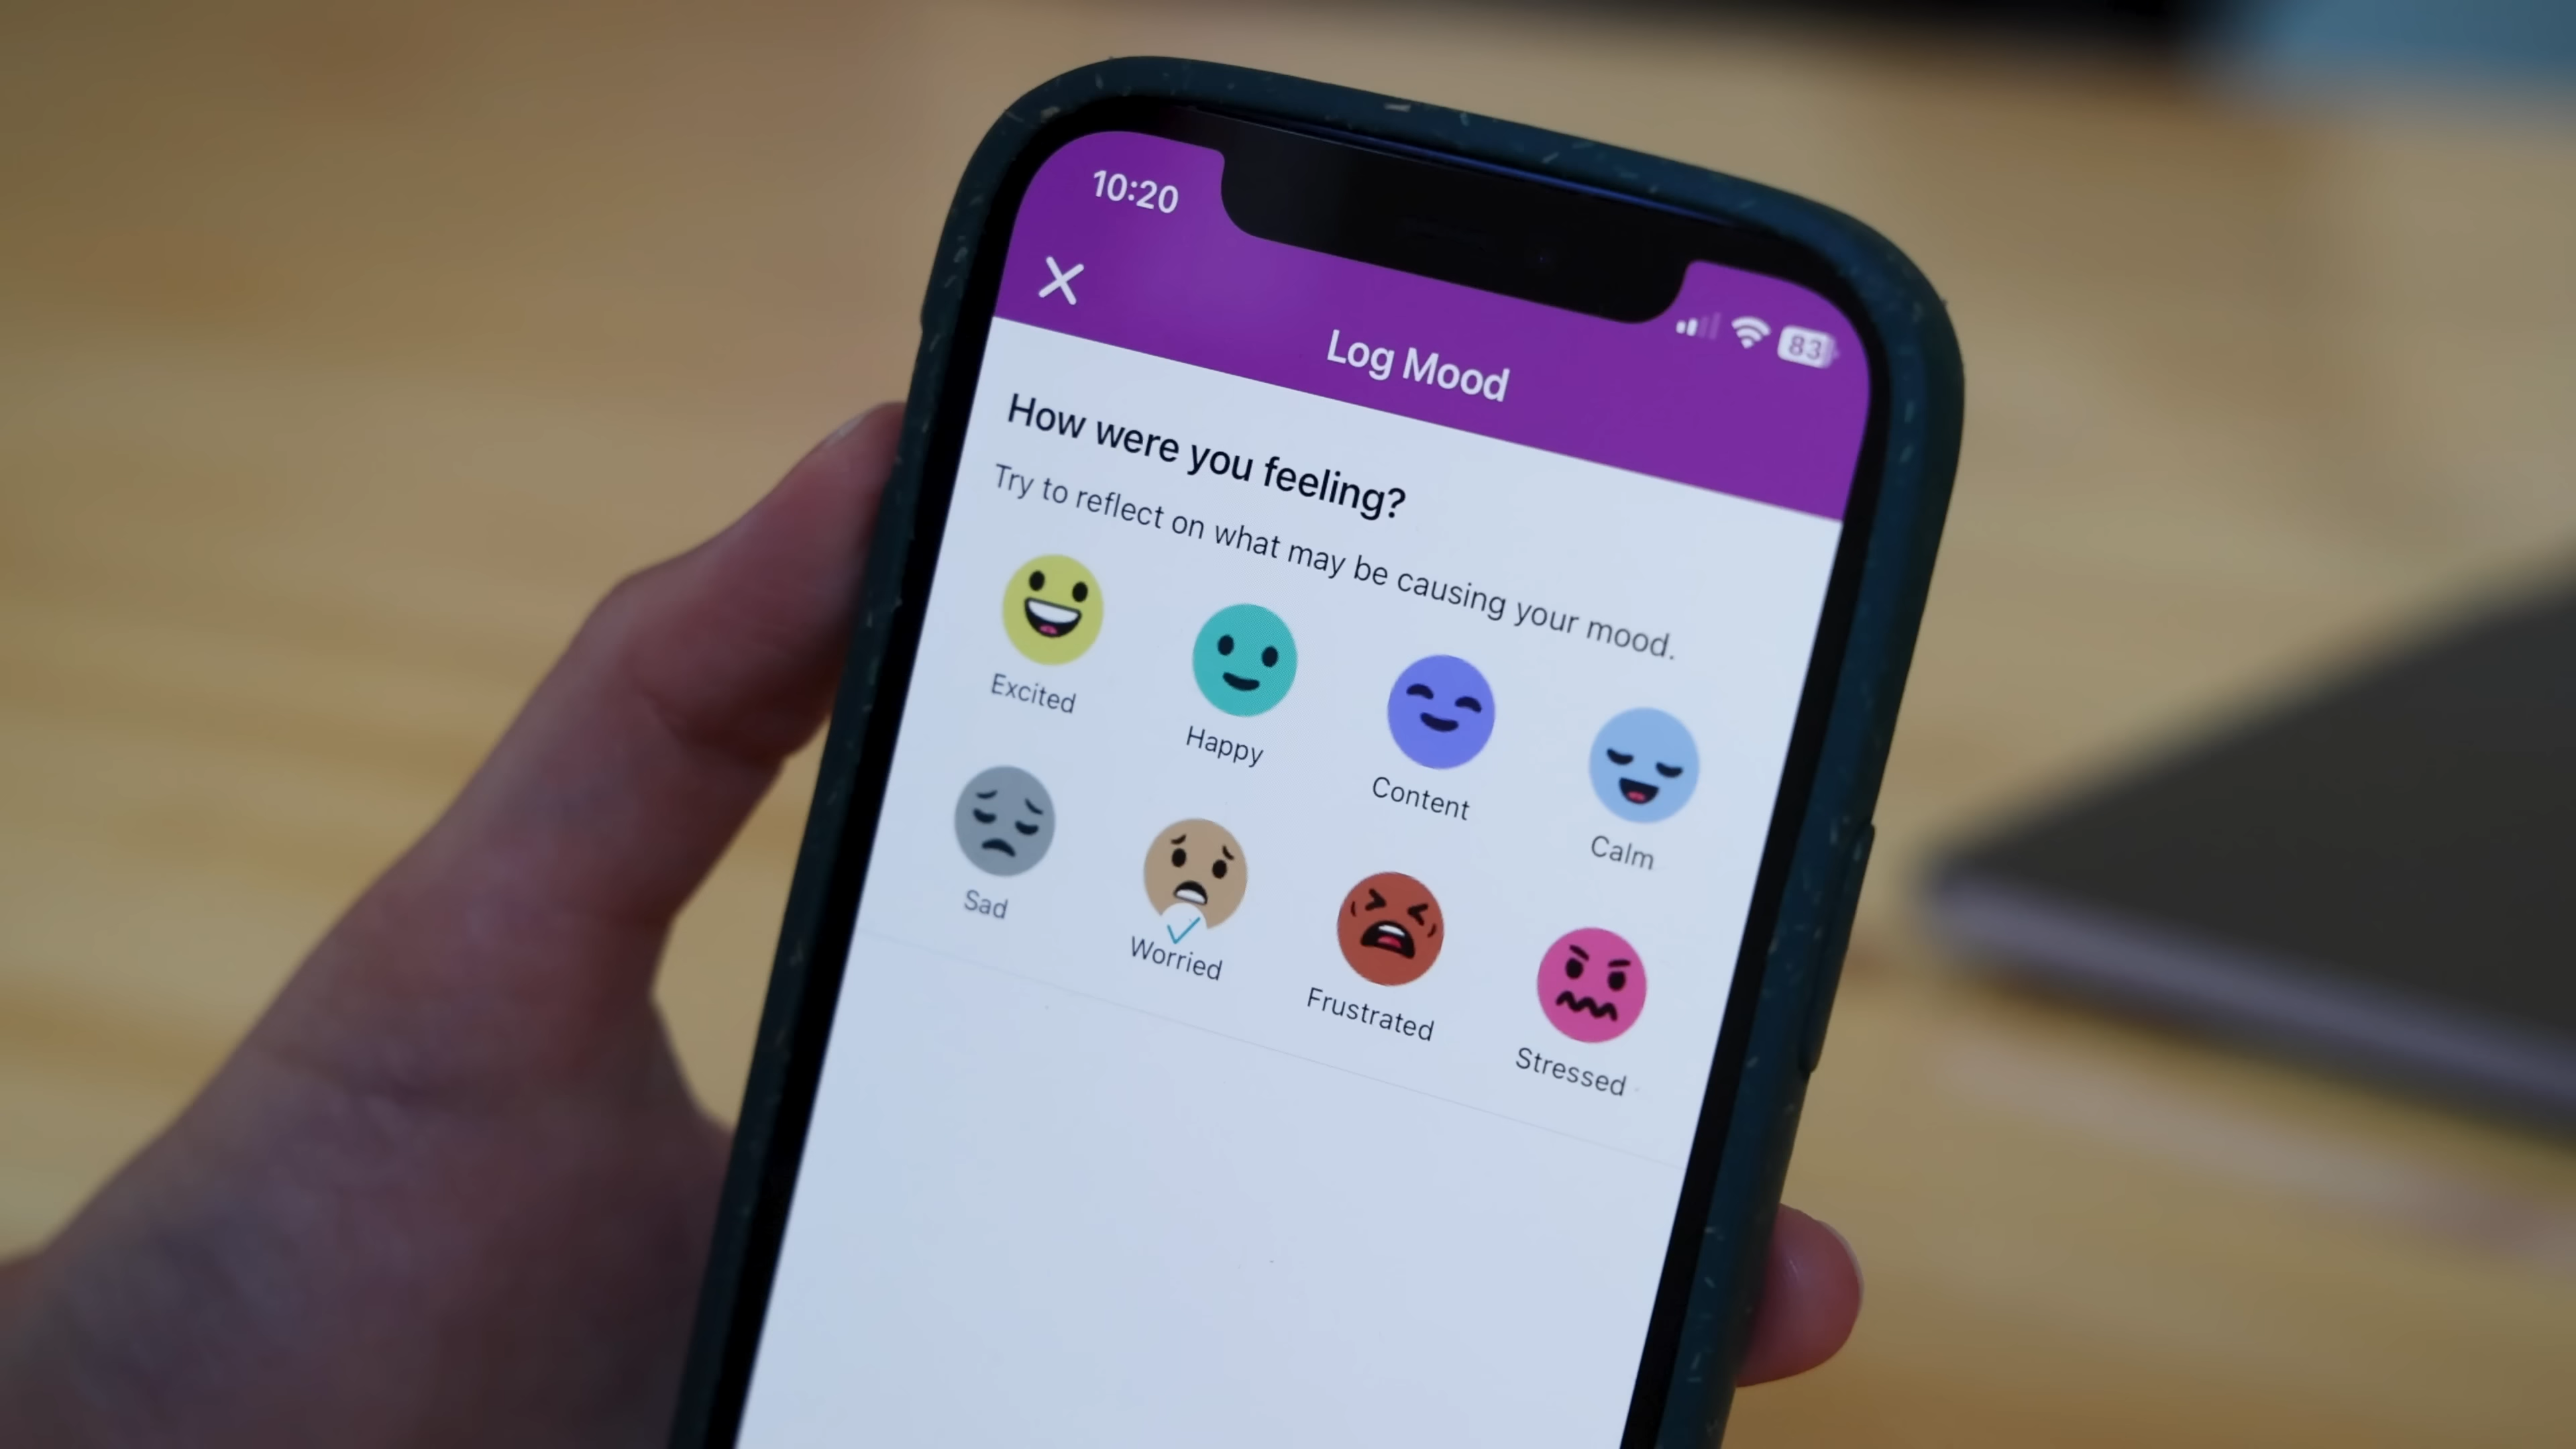 10:20
83
Log Mood
How were you feeling?
Try to reflect on what may be causing your mood.
Excited
Happy
Content
Calm
Sad
Worried
Frustrated
Stressed